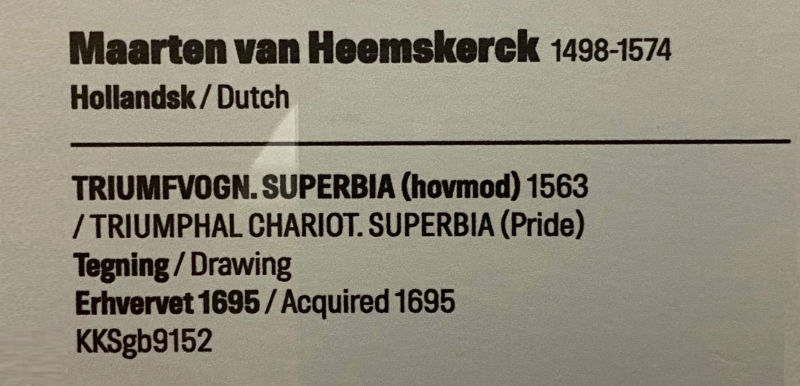 Maarten van Heemskerck 1498-1574
Hollandsk / Dutch
TRIUMFVOGN. SUPERBIA (hovmod) 1563
/ TRIUMPHAL CHARIOT. SUPERBIA (Pride)
Tegning / Drawing
Erhvervet 1695 / Acquired 1695
KKSgb9152